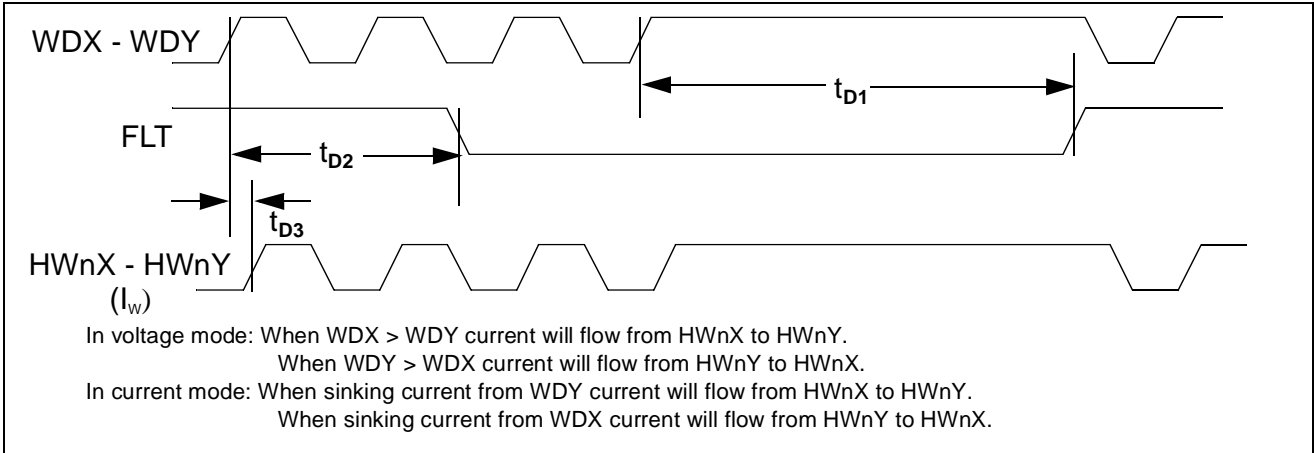 WDX - WDY
tD1
FLT
tD2
tD3
HWnX - HWnY
(Iw)
In voltage mode: When WDX > WDY current will flow from HWnX to HWnY.
When WDY > WDX current will flow from HWnY to HWnX.
In current mode: When sinking current from WDY current will flow from HWnX to HWnY.
When sinking current from WDX current will flow from HWnY to HWnX.